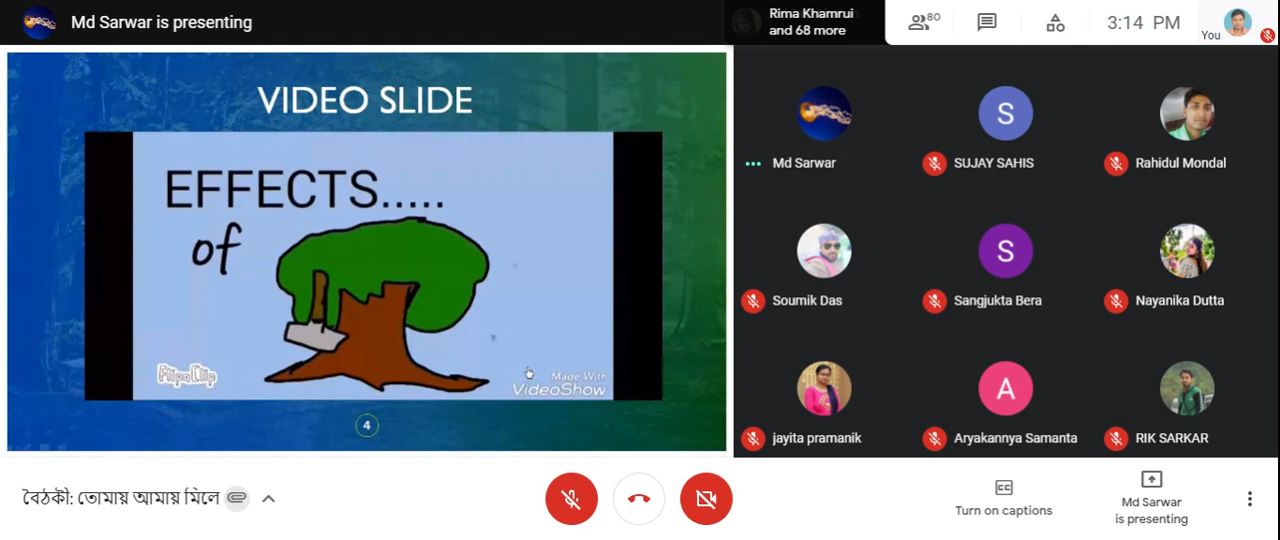 Md Sarwar is presenting
Rima Khamrui
and 68 more
80
3:14 PM
You
VIDEO SLIDE
EFFECTS.....
of
FlipaClip
Made With
VideoShow
4
Md Sarwar
S
SUJAY SAHIS
Rahidul Mondal
Soumik Das
S
Sangjukta Bera
Nayanika Dutta
jayita pramanik
A
Aryakannya Samanta
RIK SARKAR
বৈঠকী: তোমায় আমায় মিলে
CC
Turn on captions
Md Sarwar
is presenting